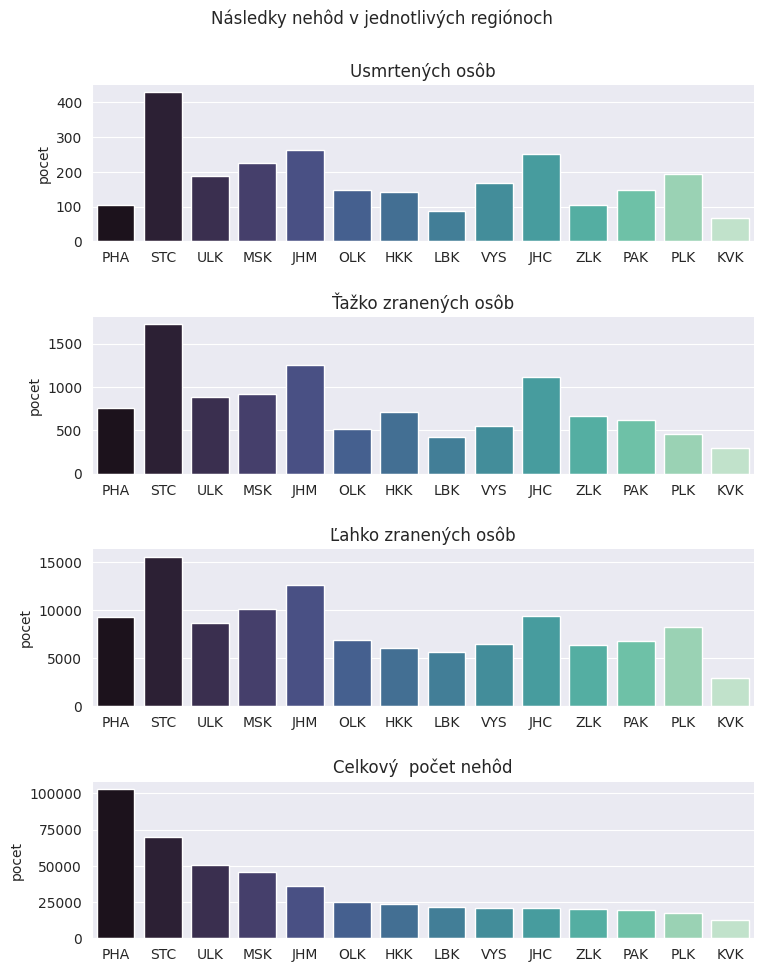 Následky nehôd v jednotlivých regiónoch
Usmrtených osôb
400
300
200
100
0
pocet
PHA STC ULK MSK JHM OLK HKK LBK VYS JHC ZLK PAK PLK KVK
Ťažko zranených osôb
1500
1000
500
0
pocet
PHA STC ULK MSK JHM OLK HKK LBK VYS JHC ZLK PAK PLK KVK
Ľahko zranených osôb
15000
10000
5000
0
pocet
PHA STC ULK MSK JHM OLK HKK LBK VYS JHC ZLK PAK PLK KVK
Celkový  počet nehôd
100000
75000
50000
25000
0
pocet
PHA STC ULK MSK JHM OLK HKK LBK VYS JHC ZLK PAK PLK KVK